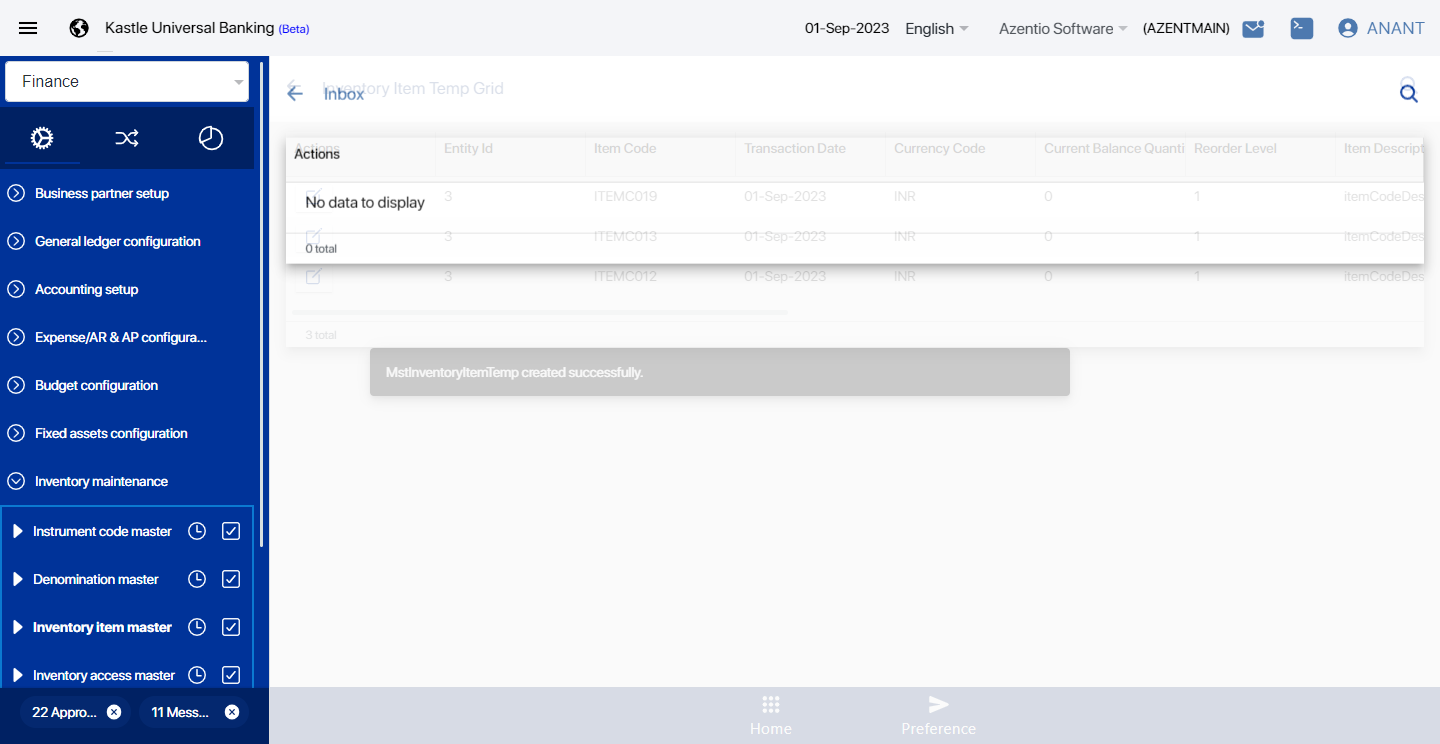 Kastle Universal Banking (Beta)
01-Sep-2023 English Azentio Software (AZENTMAIN) ANANT
Finance
Business partner setup
General ledger configuration
Accounting setup
Expense/AR & AP configura...
Budget configuration
Fixed assets configuration
Inventory maintenance
Instrument code master
Denomination master
Inventory item master
Inventory access master
22 Appro... 11 Mess...
Inventory Item Temp Grid
Inbox
Actions Entity Id Item Code Transaction Date Currency Code Current Balance Quanti Reorder Level Item Descript
Actions
3 ITEMC019 01-Sep-2023 INR 0 1 itemCodeDes
No data to display
3 ITEMC013 01-Sep-2023 INR 0 1 itemCodeDes
0 total
3 ITEMC012 01-Sep-2023 INR 0 1 itemCodeDes
3 total
MstInventoryItemTemp created successfully.
Home Preference